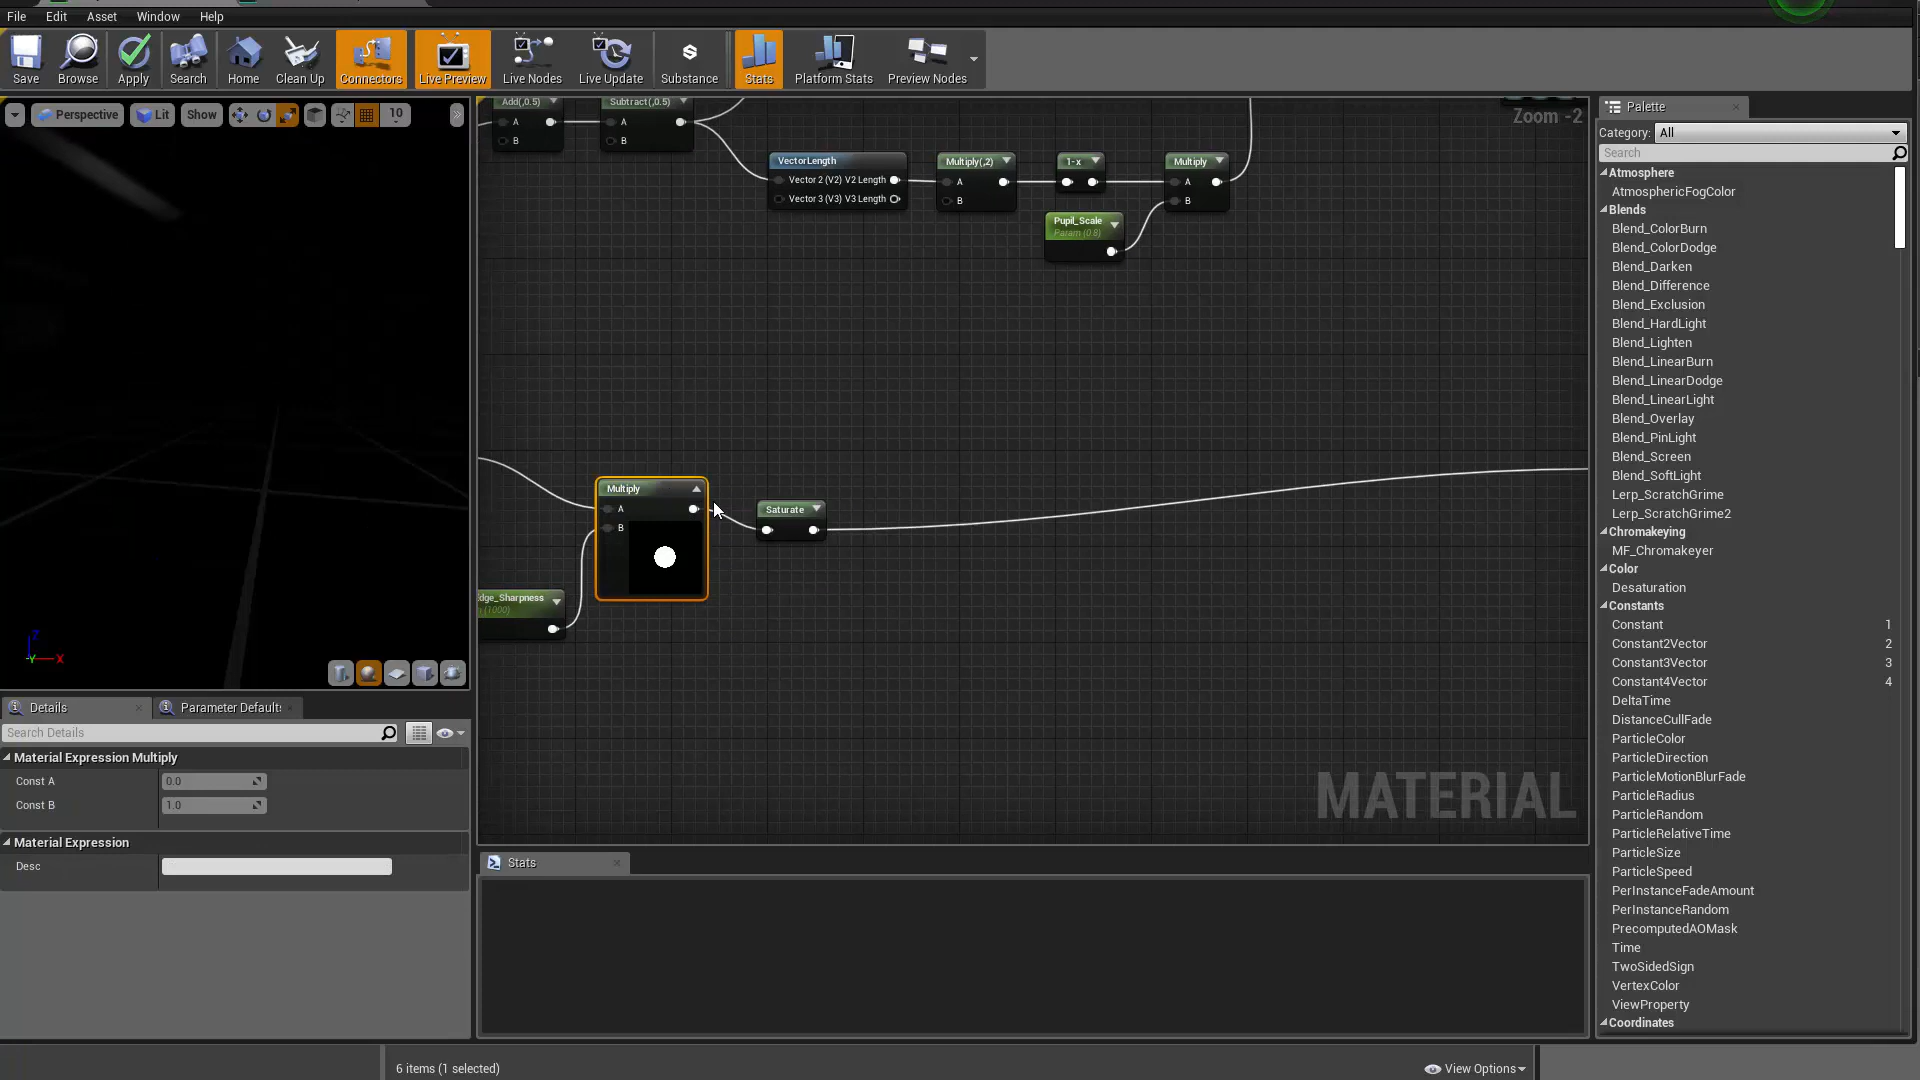 File Edit Asset Window Help
Save Browse Apply Search Home Clean Up Connectors Live Preview Live Nodes Live Update Substance Stats Platform Stats Preview Nodes
Perspective Lit Show 10
Add(,0.5) Subtract(,0.5)
A A
B B
Zoom -2
VectorLength Multiply(,2) 1-x Multiply
Vector 2 (V2) V2 Length A A
Vector 3 (V3) V3 Length B B
Pupil_Scale
Param (0.8)
Multiply
A
B
Saturate
dge_Sharpness
(1000)
Z
Y X
MATERIAL
Palette
Category: All
Search
Atmosphere
AtmosphericFogColor
Blends
Blend_ColorBurn
Blend_ColorDodge
Blend_Darken
Blend_Difference
Blend_Exclusion
Blend_HardLight
Blend_Lighten
Blend_LinearBurn
Blend_LinearDodge
Blend_LinearLight
Blend_Overlay
Blend_PinLight
Blend_Screen
Blend_SoftLight
Lerp_ScratchGrime
Lerp_ScratchGrime2
Chromakeying
MF_Chromakeyer
Color
Desaturation
Constants
Constant 1
Constant2Vector 2
Constant3Vector 3
Constant4Vector 4
DeltaTime
DistanceCullFade
ParticleColor
ParticleDirection
ParticleMotionBlurFade
ParticleRadius
ParticleRandom
ParticleRelativeTime
ParticleSize
ParticleSpeed
PerInstanceFadeAmount
PerInstanceRandom
PrecomputedAOMask
Time
TwoSidedSign
VertexColor
ViewProperty
Coordinates
Details Parameter Defaults
Search Details
Material Expression Multiply
Const A 0.0
Const B 1.0
Material Expression
Desc
Stats
6 items (1 selected) View Options